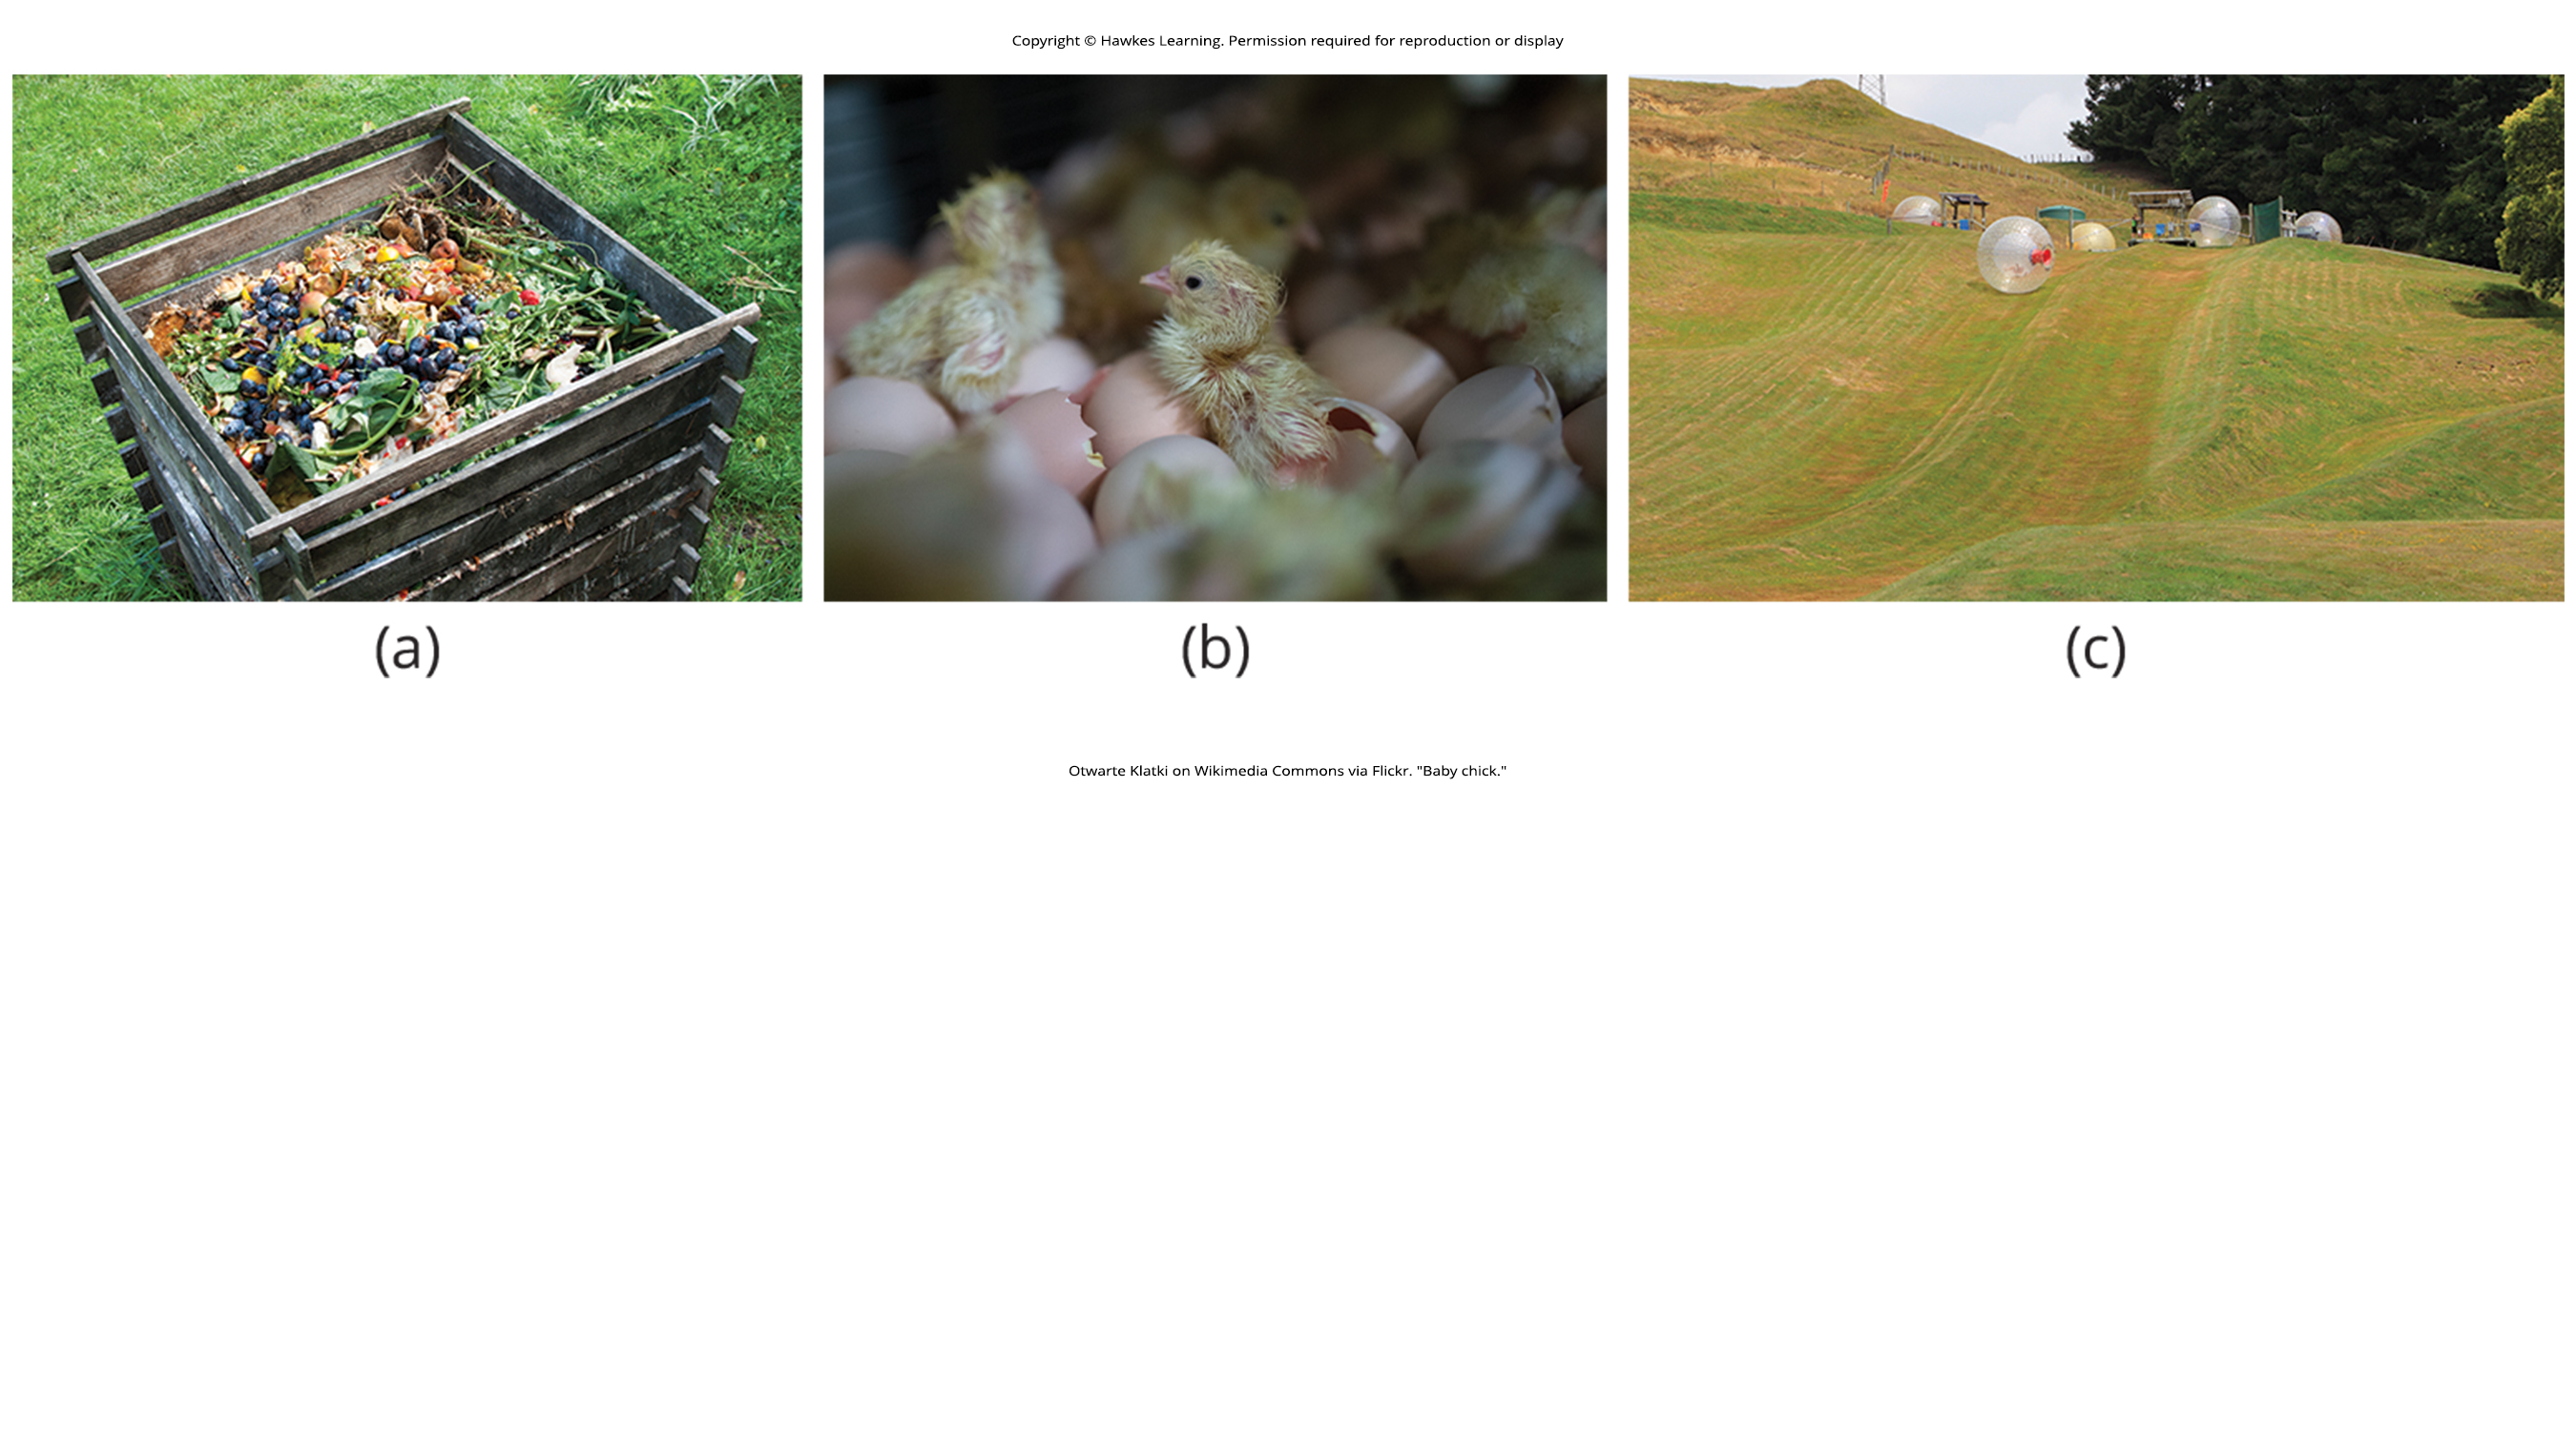 Copyright © Hawkes Learning. Permission required for reproduction or display
(a)
(b)
(c)
Otwarte Klatki on Wikimedia Commons via Flickr. "Baby chick."